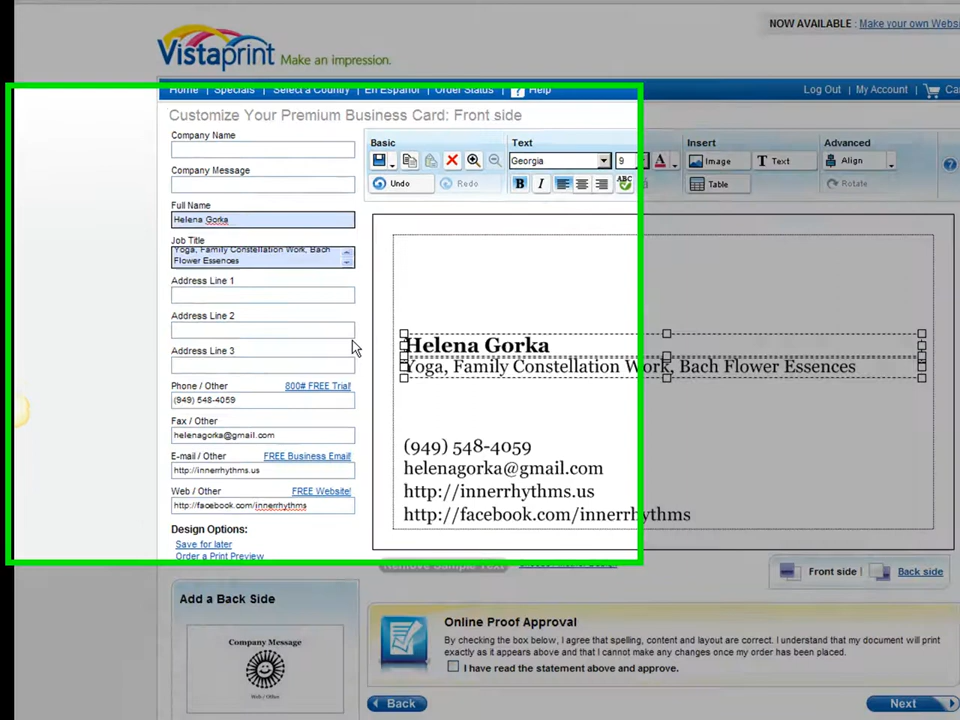 NOW AVAILABLE : Make your own Webs
Vistaprint Make an impression.
Home | Specials | Select a Country | En Español | Order Status | ? Help
Log Out | My Account | Ca
Customize Your Premium Business Card: Front side
Company Name
Company Message
Full Name
Helena Gorka
Job Title
Yoga, Family Constellation Work, Bach
Flower Essences
Address Line 1
Address Line 2
Address Line 3
Phone / Other 800# FREE Trial!
(949) 548-4059
Fax / Other
helenagorka@gmail.com
E-mail / Other FREE Business Email!
http://innerrhythms.us
Web / Other FREE Website!
http://facebook.com/innerrhythms
Design Options:
Save for later
Order a Print Preview
Basic
Undo
Redo
Text
Georgia
9
A
B
I
ABC
Insert
Image
T Text
Table
Advanced
Align
Rotate
?
Helena Gorka
Yoga, Family Constellation Work, Bach Flower Essences
(949) 548-4059
helenagorka@gmail.com
http://innerrhythms.us
http://facebook.com/innerrhythms
Remove Sample Text
Front side | Back side
Add a Back Side
Company Message
Web / Other
Online Proof Approval
By checking the box below, I agree that spelling, content and layout are correct. I understand that my document will print
exactly as it appears above and that I cannot make any changes once my order has been placed.
I have read the statement above and approve.
Back
Next